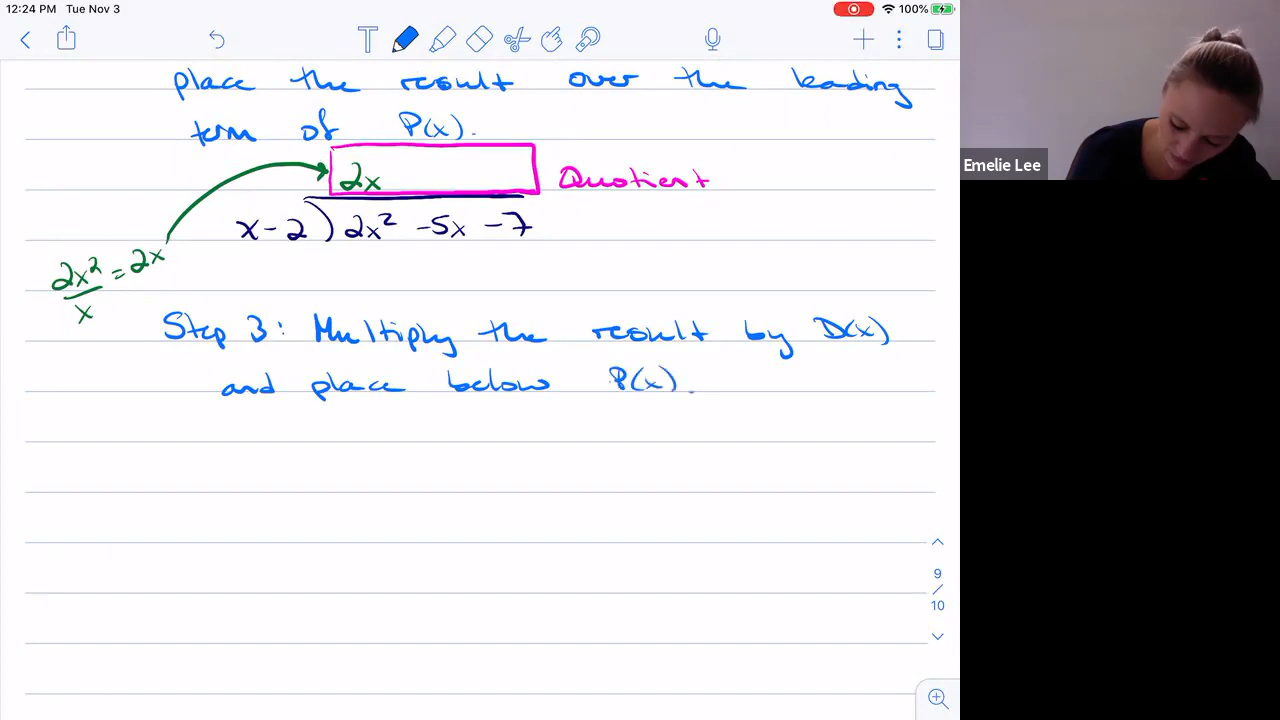 12:24 PM Tue Nov 3 100%
place the result over the leading
term of P(x).
2x Quotient
x - 2 ) 2x² - 5x - 7
2x²/x = 2x
Step 3: Multiply the result by D(x)
and place below P(x).
Emelie Lee
9
/
10